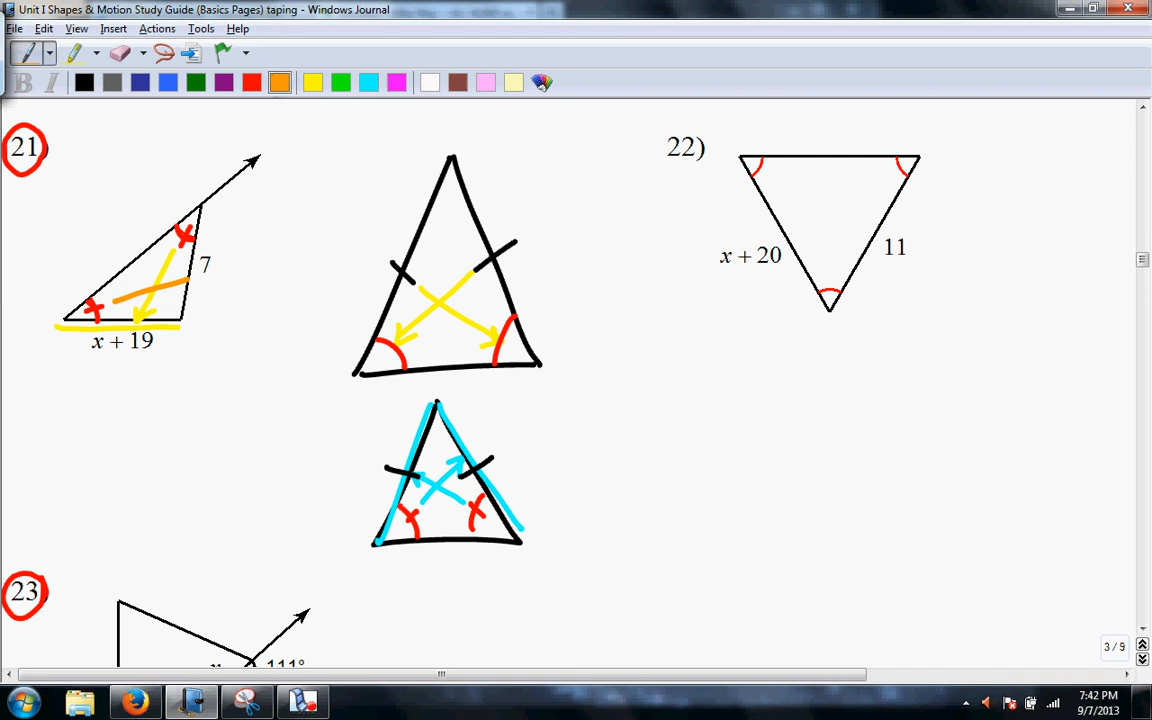 Unit I Shapes & Motion Study Guide (Basics Pages) taping - Windows Journal
File Edit View Insert Actions Tools Help
B I
21)
22)
7
x + 19
x + 20
11
23)
111°
3 / 9
7:42 PM
9/7/2013